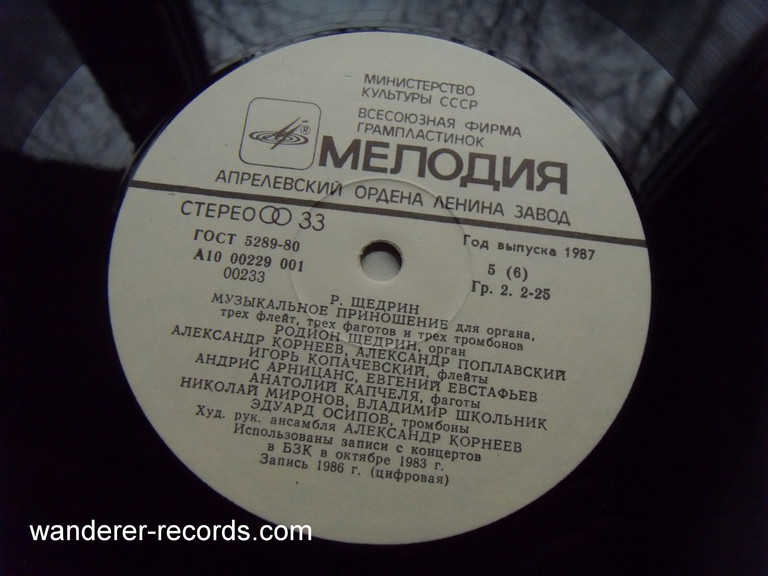 МИНИСТЕРСТВО
КУЛЬТУРЫ СССР
ВСЕСОЮЗНАЯ ФИРМА
ГРАМПЛАСТИНОК
®
МЕЛОДИЯ
АПРЕЛЕВСКИЙ ОРДЕНА ЛЕНИНА ЗАВОД
СТЕРЕО 33
ГОСТ 5289-80
А10 00229 001
00233
Год выпуска 1987
5 (6)
Гр. 2. 2-25
Р. ЩЕДРИН
МУЗЫКАЛЬНОЕ ПРИНОШЕНИЕ для органа,
трех флейт, трех фаготов и трех тромбонов
РОДИОН ЩЕДРИН, орган
АЛЕКСАНДР КОРНЕЕВ, АЛЕКСАНДР ПОПЛАВСКИЙ
ИГОРЬ КОПАЧЕВСКИЙ, флейты
АНДРИС АРНИЦАНС, ЕВГЕНИЙ ЕВСТАФЬЕВ
АНАТОЛИЙ КАПЧЕЛЯ, фаготы
НИКОЛАЙ МИРОНОВ, ВЛАДИМИР ШКОЛЬНИК
ЭДУАРД ОСИПОВ, тромбоны
Худ. рук. ансамбля АЛЕКСАНДР КОРНЕЕВ
Использованы записи с концертов
в БЗК в октябре 1983 г.
Запись 1986 г. (цифровая)
wanderer-records.com